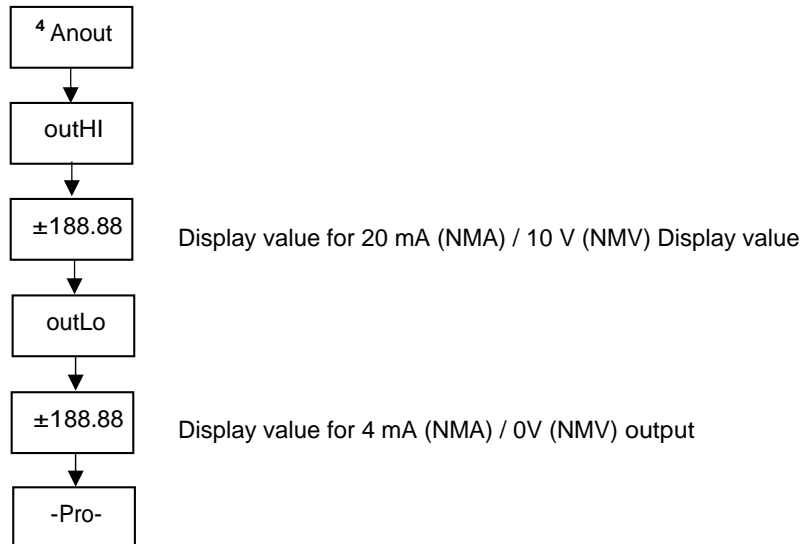 4 Anout
outHI
±188.88
Display value for 20 mA (NMA) / 10 V (NMV) Display value
outLo
±188.88
Display value for 4 mA (NMA) / 0V (NMV) output
-Pro-